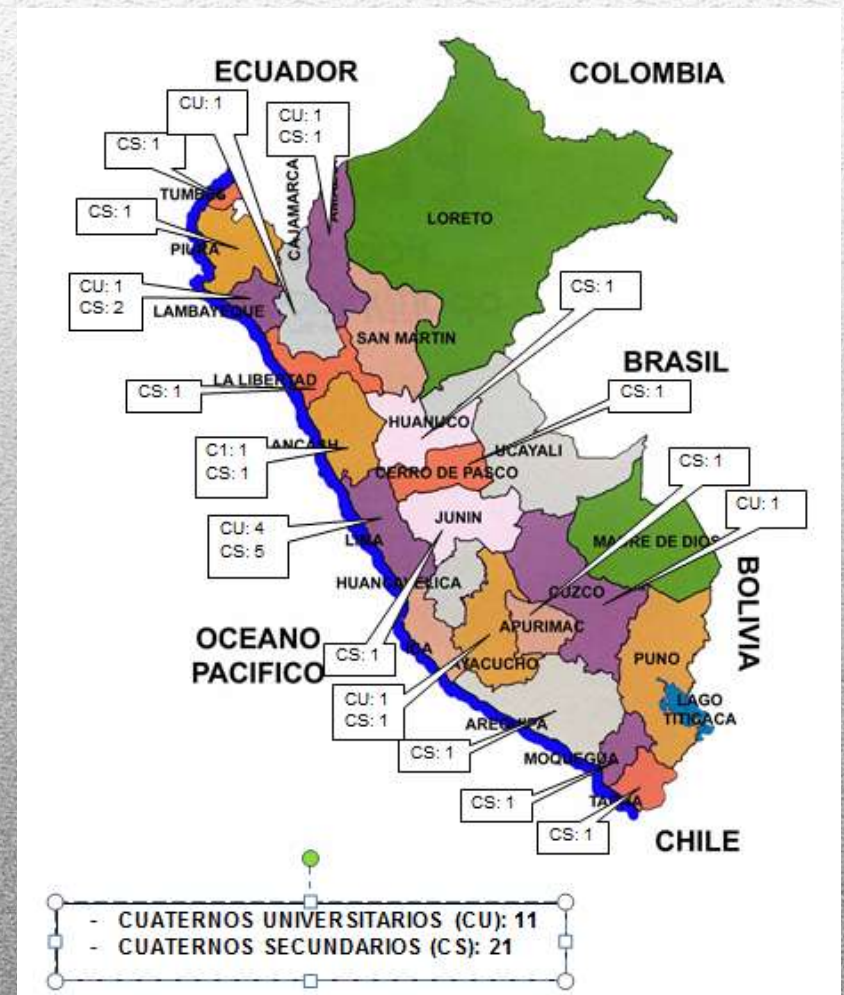 ECUADOR
COLOMBIA
CU: 1
CU: 1
CS: 1
CS: 1
TUMBES
CAJAMARCA
CS: 1
LORETO
PIURA
CU: 1
CS: 2
LAMBAYEQUE
CS: 1
SAN MARTIN
BRASIL
LA LIBERTAD
CS: 1
CS: 1
HUANUCO
C1: 1
CS: 1
ANCASH
UCAYALI
CERRO DE PASCO
CS: 1
CU: 1
JUNIN
CU: 4
CS: 5
LIMA
MADRE DE DIOS
HUANCAVELICA
CUZCO
BOLIVIA
APURIMAC
OCEANO
PACIFICO
CS: 1
ICA
AYACUCHO
PUNO
CU: 1
CS: 1
LAGO
TITICACA
AREQUIPA
CS: 1
MOQUEGUA
CS: 1
TACNA
CS: 1
CHILE
- CUATERNOS UNIVERSITARIOS (CU): 11
- CUATERNOS SECUNDARIOS (CS): 21